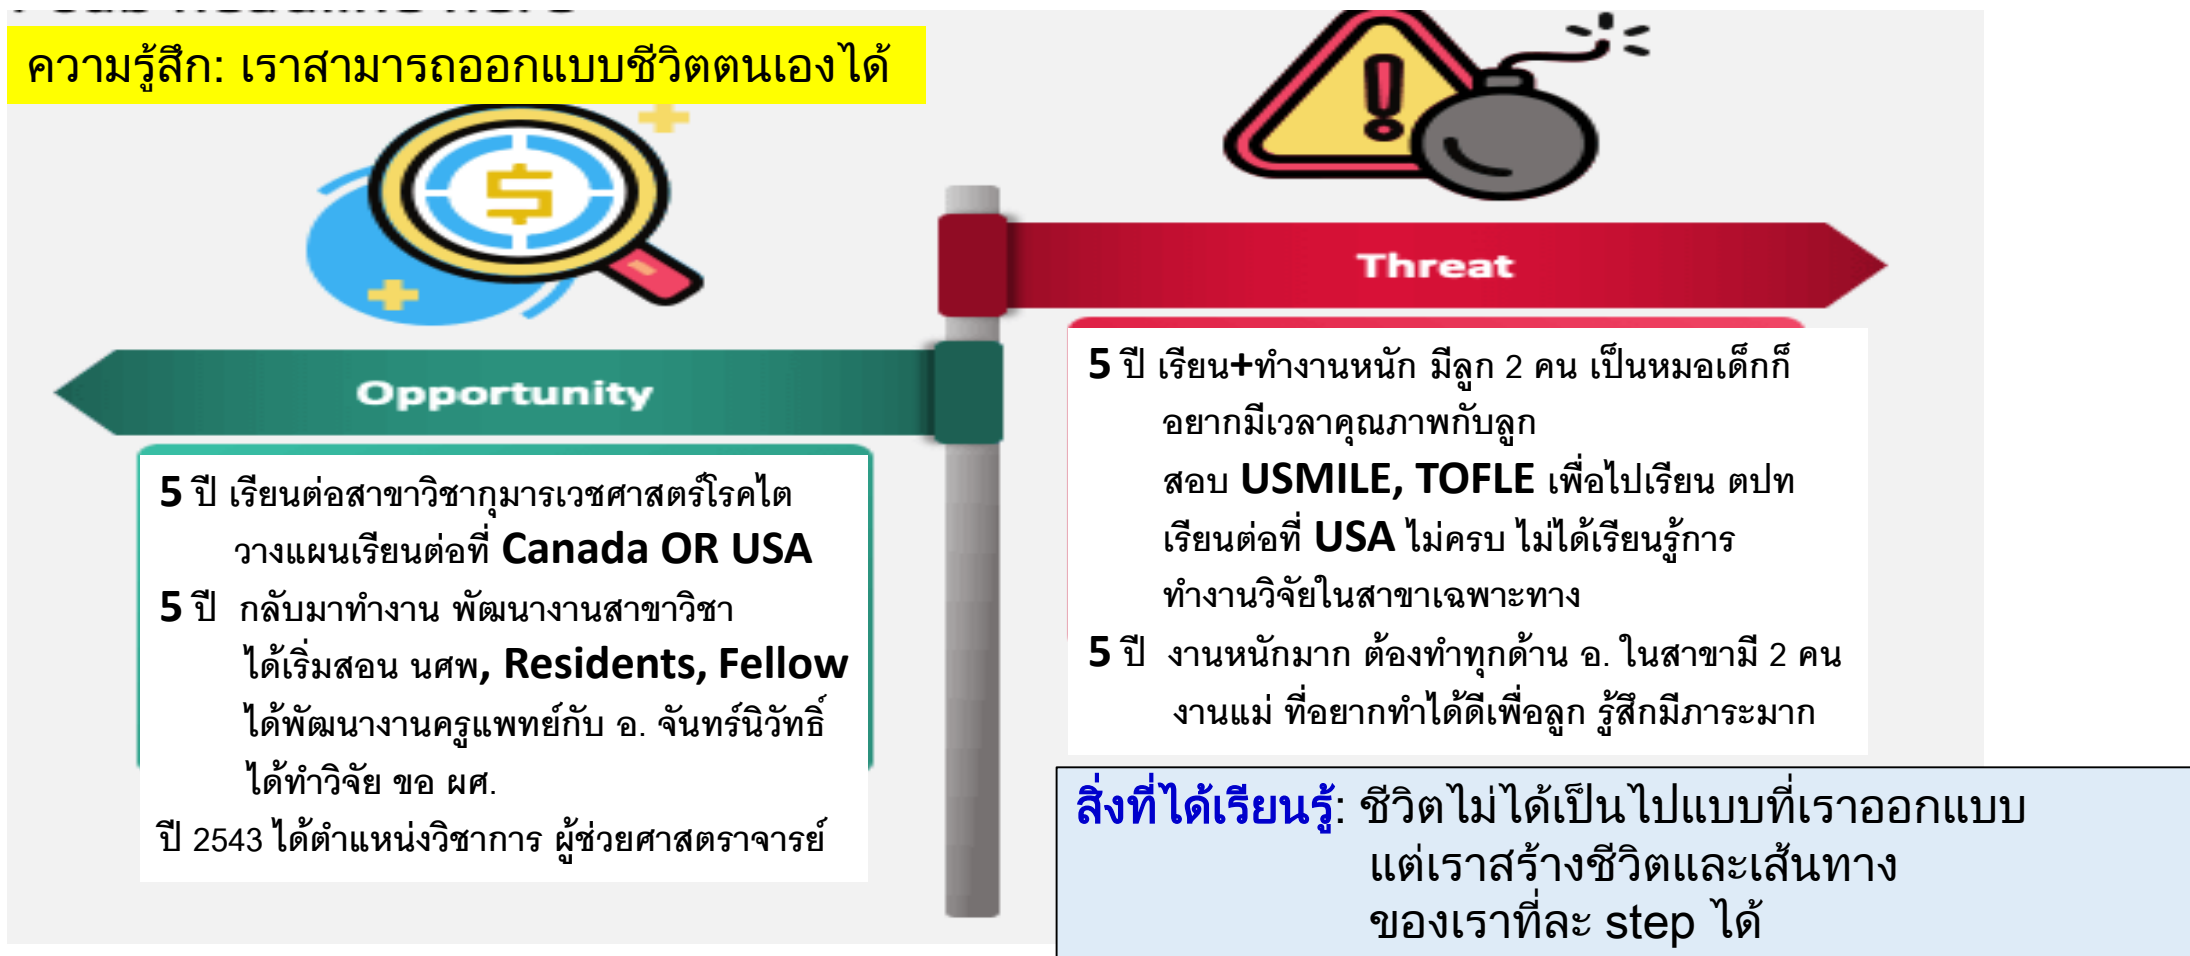 ความรู้สึก: เราสามารถออกแบบชีวิตตนเองได้
Opportunity
5 ปี เรียนต่อสาขาวิชากุมารเวชศาสตร์โรคไต
วางแผนเรียนต่อที่ Canada OR USA
5 ปี กลับมาทำงาน พัฒนางานสาขาวิชา
ได้เริ่มสอน นศพ, Residents, Fellow
ได้พัฒนางานครูแพทย์กับ อ. จันทร์นิวัทธิ์
ได้ทำวิจัย ขอ ผศ.
ปี 2543 ได้ตำแหน่งวิชาการ ผู้ช่วยศาสตราจารย์
Threat
5 ปี เรียน+ทำงานหนัก มีลูก 2 คน เป็นหมอเด็กก็
อยากมีเวลาคุณภาพกับลูก
สอบ USMILE, TOFLE เพื่อไปเรียน ตปท
เรียนต่อที่ USA ไม่ครบ ไม่ได้เรียนรู้การ
ทำงานวิจัยในสาขาเฉพาะทาง
5 ปี งานหนักมาก ต้องทำทุกด้าน อ. ในสาขามี 2 คน
งานแม่ ที่อยากทำได้ดีเพื่อลูก รู้สึกมีภาระมาก
สิ่งที่ได้เรียนรู้: ชีวิตไม่ได้เป็นไปแบบที่เราออกแบบ
แต่เราสร้างชีวิตและเส้นทาง
ของเราที่ละ step ได้